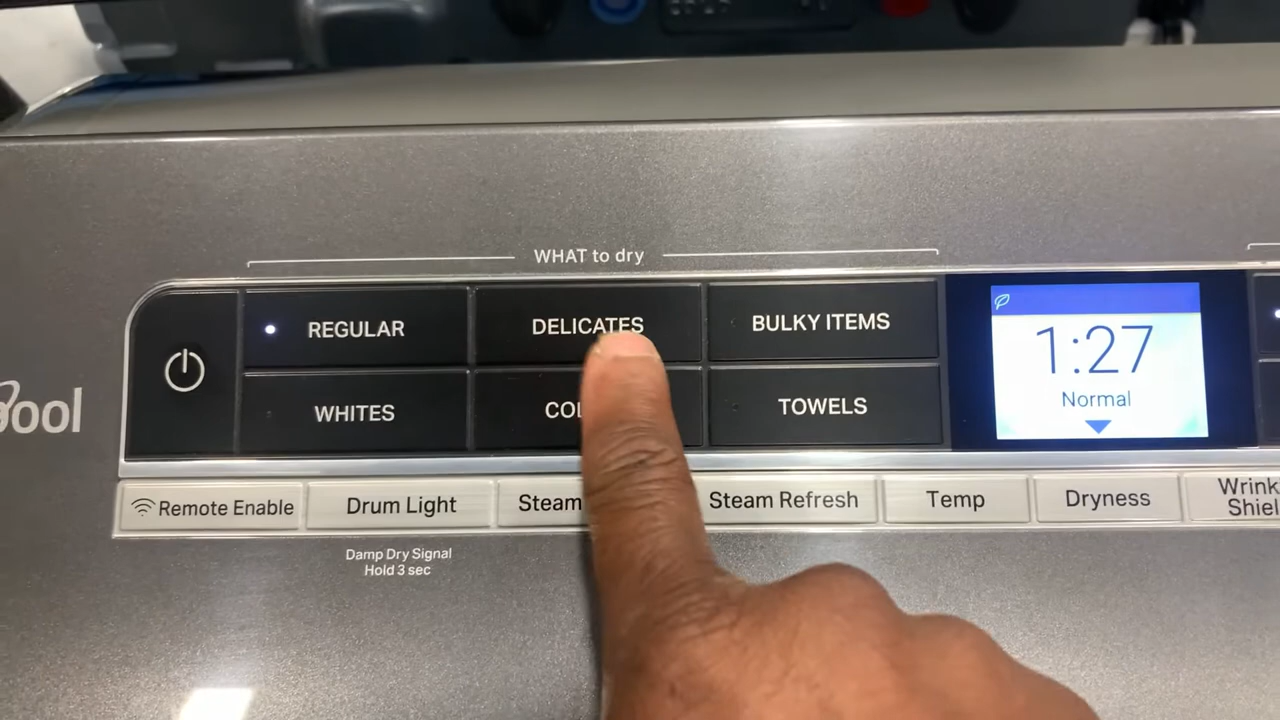 WHAT to dry
REGULAR
DELICATES
BULKY ITEMS
1:27
Normal
WHITES
TOWELS
Remote Enable
Drum Light
Steam
Steam Refresh
Temp
Dryness
Damp Dry Signal
Hold 3 sec